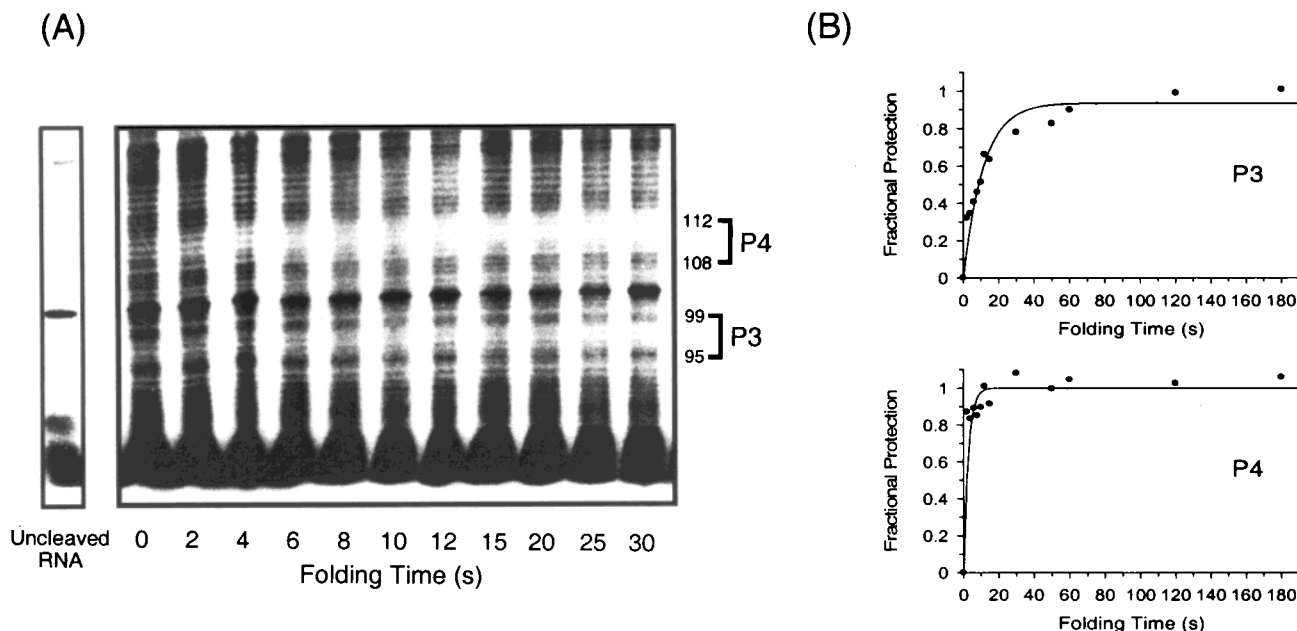 (A)
112
P4
108
99
P3
95
Uncleaved
RNA
0 2 4 6 8 10 12 15 20 25 30
Folding Time (s)
(B)
Fractional Protection
1
0.8
0.6
0.4
0.2
0
P3
0 20 40 60 80 100 120 140 160 180
Folding Time (s)
Fractional Protection
1
0.8
0.6
0.4
0.2
0
P4
0 20 40 60 80 100 120 140 160 180
Folding Time (s)